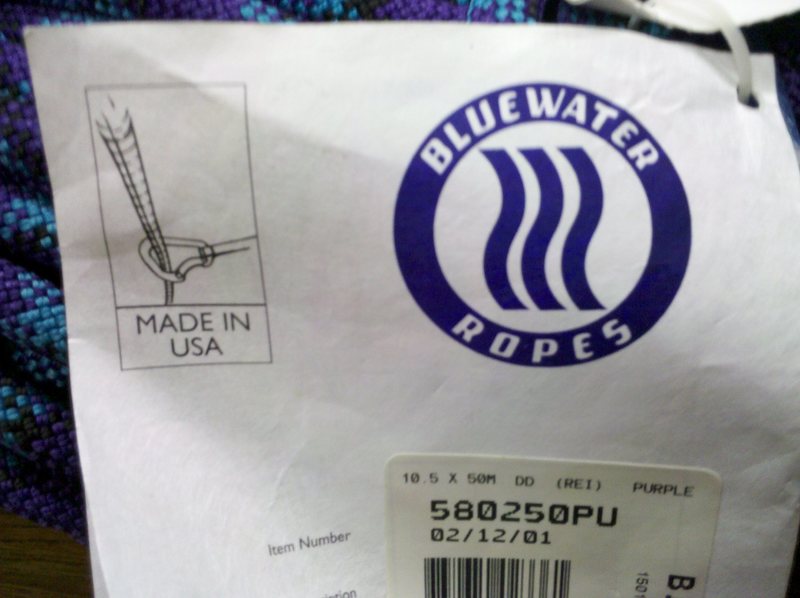 BLUEWATER
ROPES
MADE IN
USA
10.5 X 50M DD (REI) PURPLE
580250PU
02/12/01
Item Number